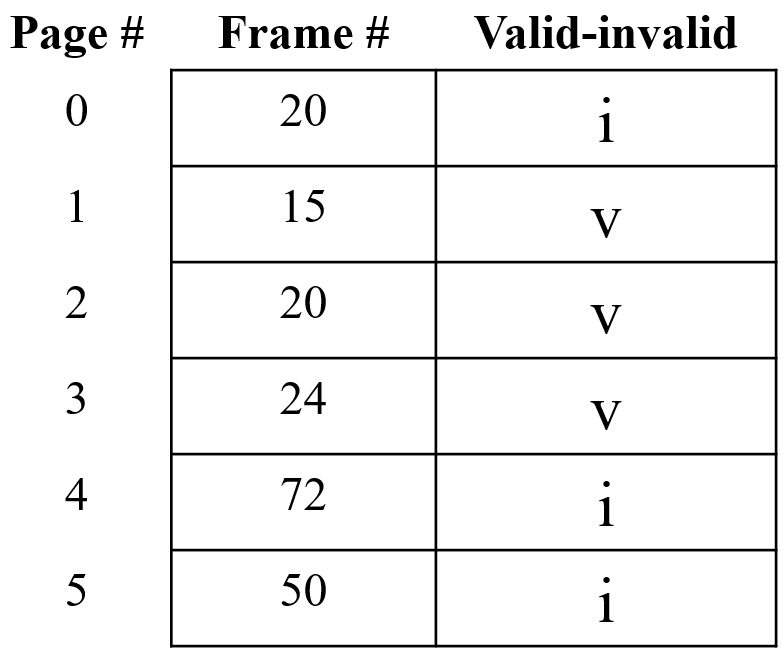 Page # Frame # Valid-invalid
0 20 i
1 15 v
2 20 v
3 24 v
4 72 i
5 50 i